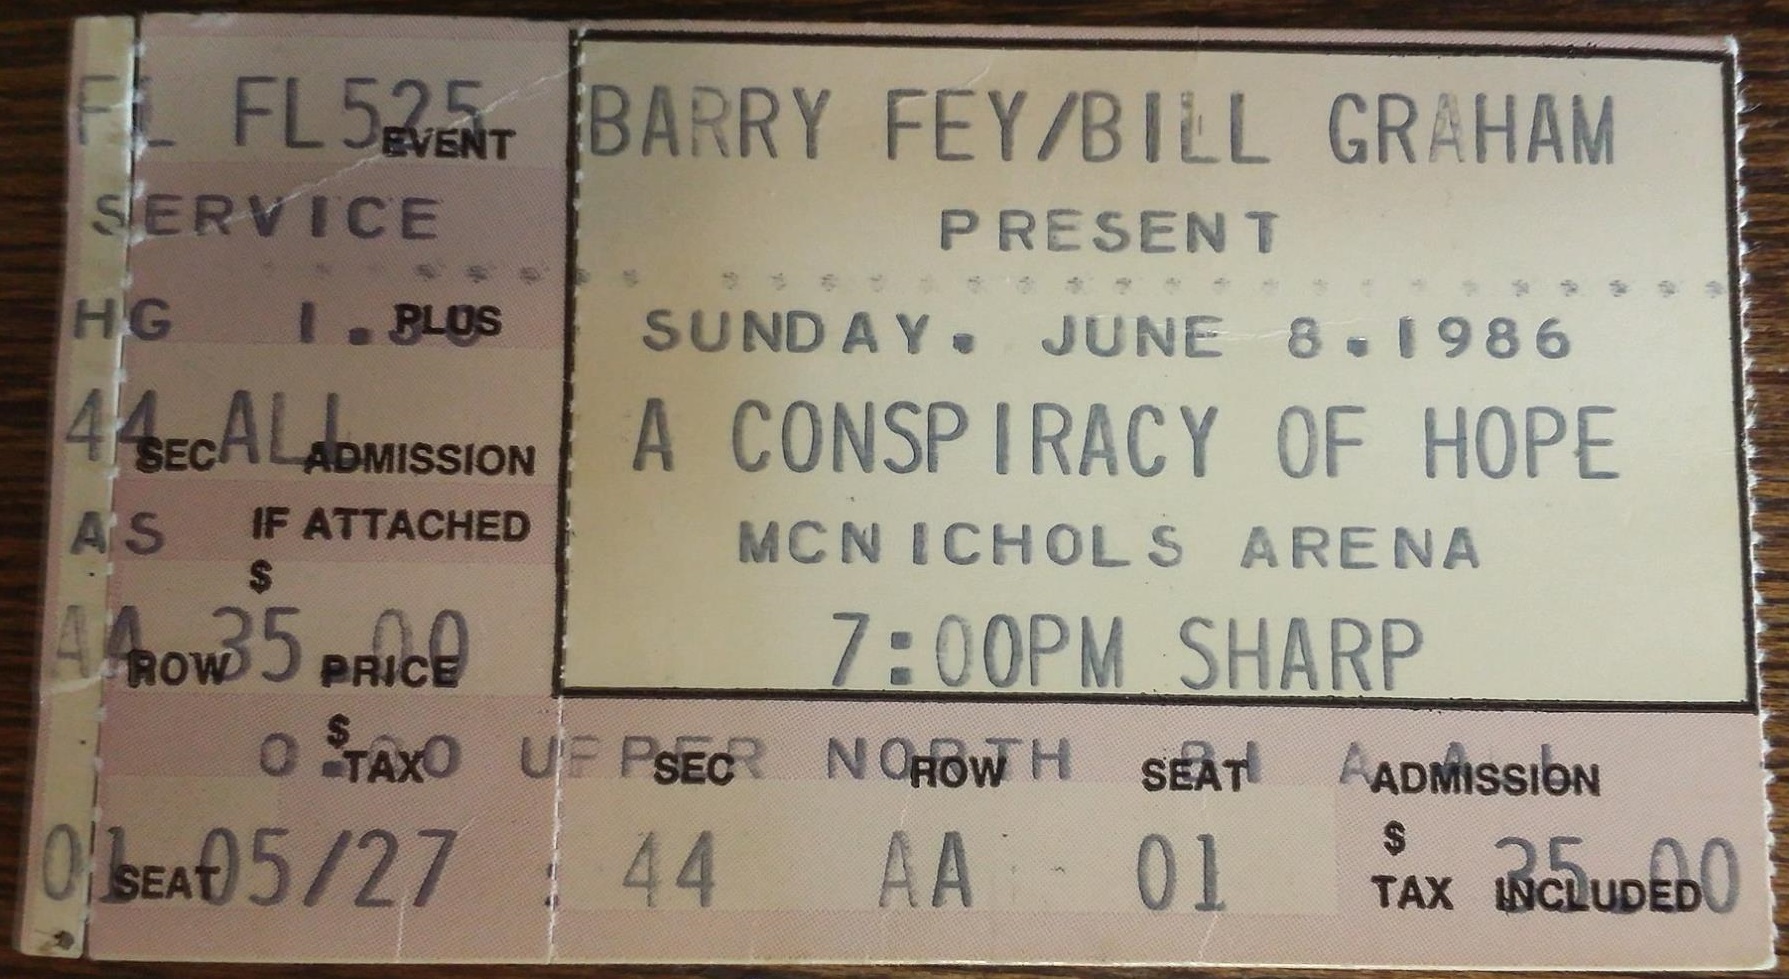 FL FL525 EVENT
SERVICE
HG 1. PLUS
44 SEC ALL ADMISSION
AS IF ATTACHED
$
AA ROW 35.00 PRICE
$
TAX
01 SEAT 05/27
BARRY FEY/BILL GRAHAM
PRESENT
SUNDAY. JUNE 8.1986
A CONSPIRACY OF HOPE
MCNICHOLS ARENA
7:00PM SHARP
UPPER NORTH
SEC ROW SEAT ADMISSION
44 AA 01 $ 35.00
TAX INCLUDED